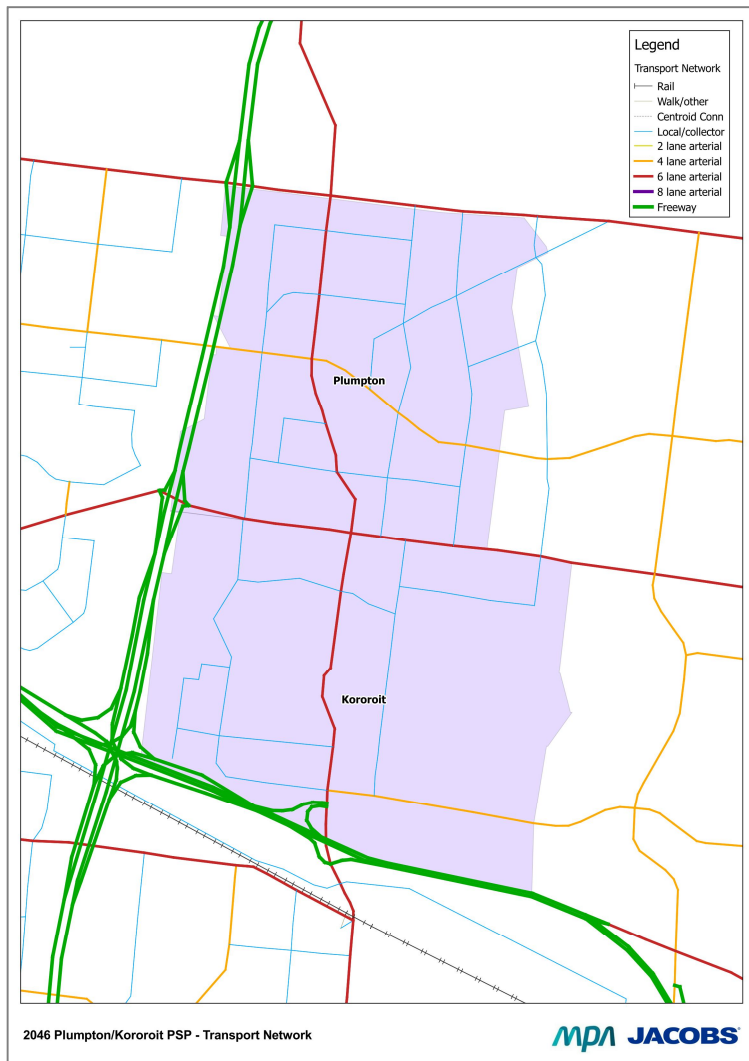 Legend
Transport Network
Rail
Walk/other
Centroid Conn
Local/collector
2 lane arterial
4 lane arterial
6 lane arterial
8 lane arterial
Freeway
Plumpton
Kororoit
2046 Plumpton/Kororoit PSP - Transport Network
MPA JACOBS®